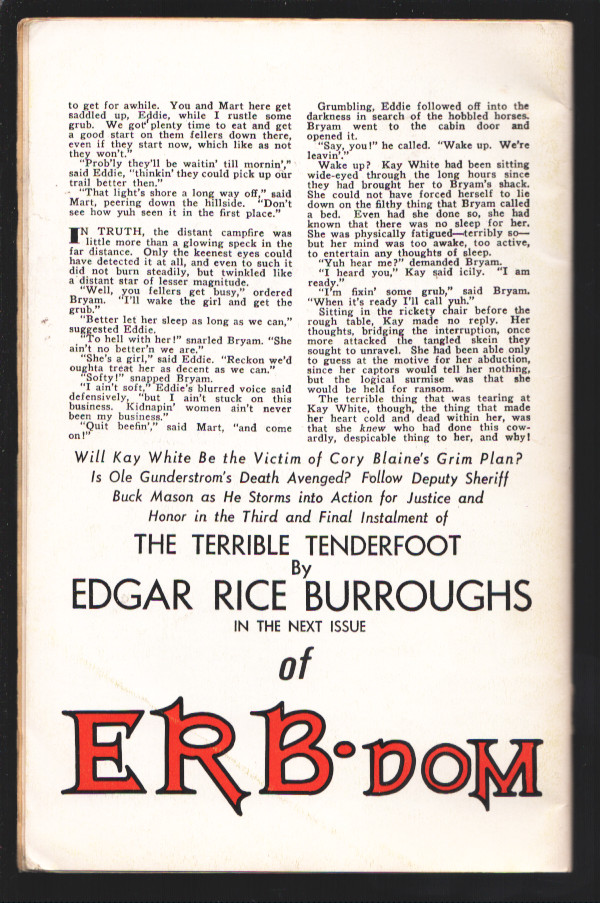 to get for awhile. You and Mart here get
saddled up, Eddie, while I rustle some
grub. We got plenty time to eat and get
a good start on them fellers down there,
even if they start now, which like as not
they won't."
"Prob'ly they'll be waitin' till mornin',"
said Eddie, "thinkin' they could pick up our
trail better then."
"That light's shore a long way off," said
Mart, peering down the hillside. "Don't
see how yuh seen it in the first place."
IN TRUTH, the distant campfire was
little more than a glowing speck in the
far distance. Only the keenest eyes could
have detected it at all, and even to such it
did not burn steadily, but twinkled like
a distant star of lesser magnitude.
"Well, you fellers get busy," ordered
Bryam. "I'll wake the girl and get the
grub."
"Better let her sleep as long as we can,"
suggested Eddie.
"To hell with her!" snarled Bryam. "She
ain't no better'n we are."
"She's a girl," said Eddie. "Reckon we'd
oughta treat her as decent as we can."
"Softy!" snapped Bryam.
"I ain't soft," Eddie's blurred voice said
defensively, "but I ain't stuck on this
business. Kidnapin' women ain't never
been my business."
"Quit beefin'," said Mart, "and come
on!"
Grumbling, Eddie followed off into the
darkness in search of the hobbled horses.
Bryam went to the cabin door and
opened it.
"Say, you!" he called. "Wake up. We're
leavin'."
Wake up? Kay White had been sitting
wide-eyed through the long hours since
they had brought her to Bryam's shack.
She could not have forced herself to lie
down on the filthy thing that Bryam called
a bed. Even had she done so, she had
known that there was no sleep for her.
She was physically fatigued—terribly so—
but her mind was too awake, too active,
to entertain any thoughts of sleep.
"Yuh hear me?" demanded Bryam.
"I heard you," Kay said icily. "I am
ready."
"I'm fixin' some grub," said Bryam.
"When it's ready I'll call yuh."
Sitting in the rickety chair before the
rough table, Kay made no reply. Her
thoughts, bridging the interruption, once
more attacked the tangled skein they
sought to unravel. She had been able only
to guess at the motive for her abduction,
since her captors would tell her nothing,
but the logical surmise was that she
would be held for ransom.
The terrible thing that was tearing at
Kay White, though, the thing that made
her heart cold and dead within her, was
that she knew who had done this cow-
ardly, despicable thing to her, and why!
Will Kay White Be the Victim of Cory Blaine's Grim Plan?
Is Ole Gunderstrom's Death Avenged? Follow Deputy Sheriff
Buck Mason as He Storms into Action for Justice and
Honor in the Third and Final Instalment of
THE TERRIBLE TENDERFOOT
By
EDGAR RICE BURROUGHS
IN THE NEXT ISSUE
of
ERB-DOM